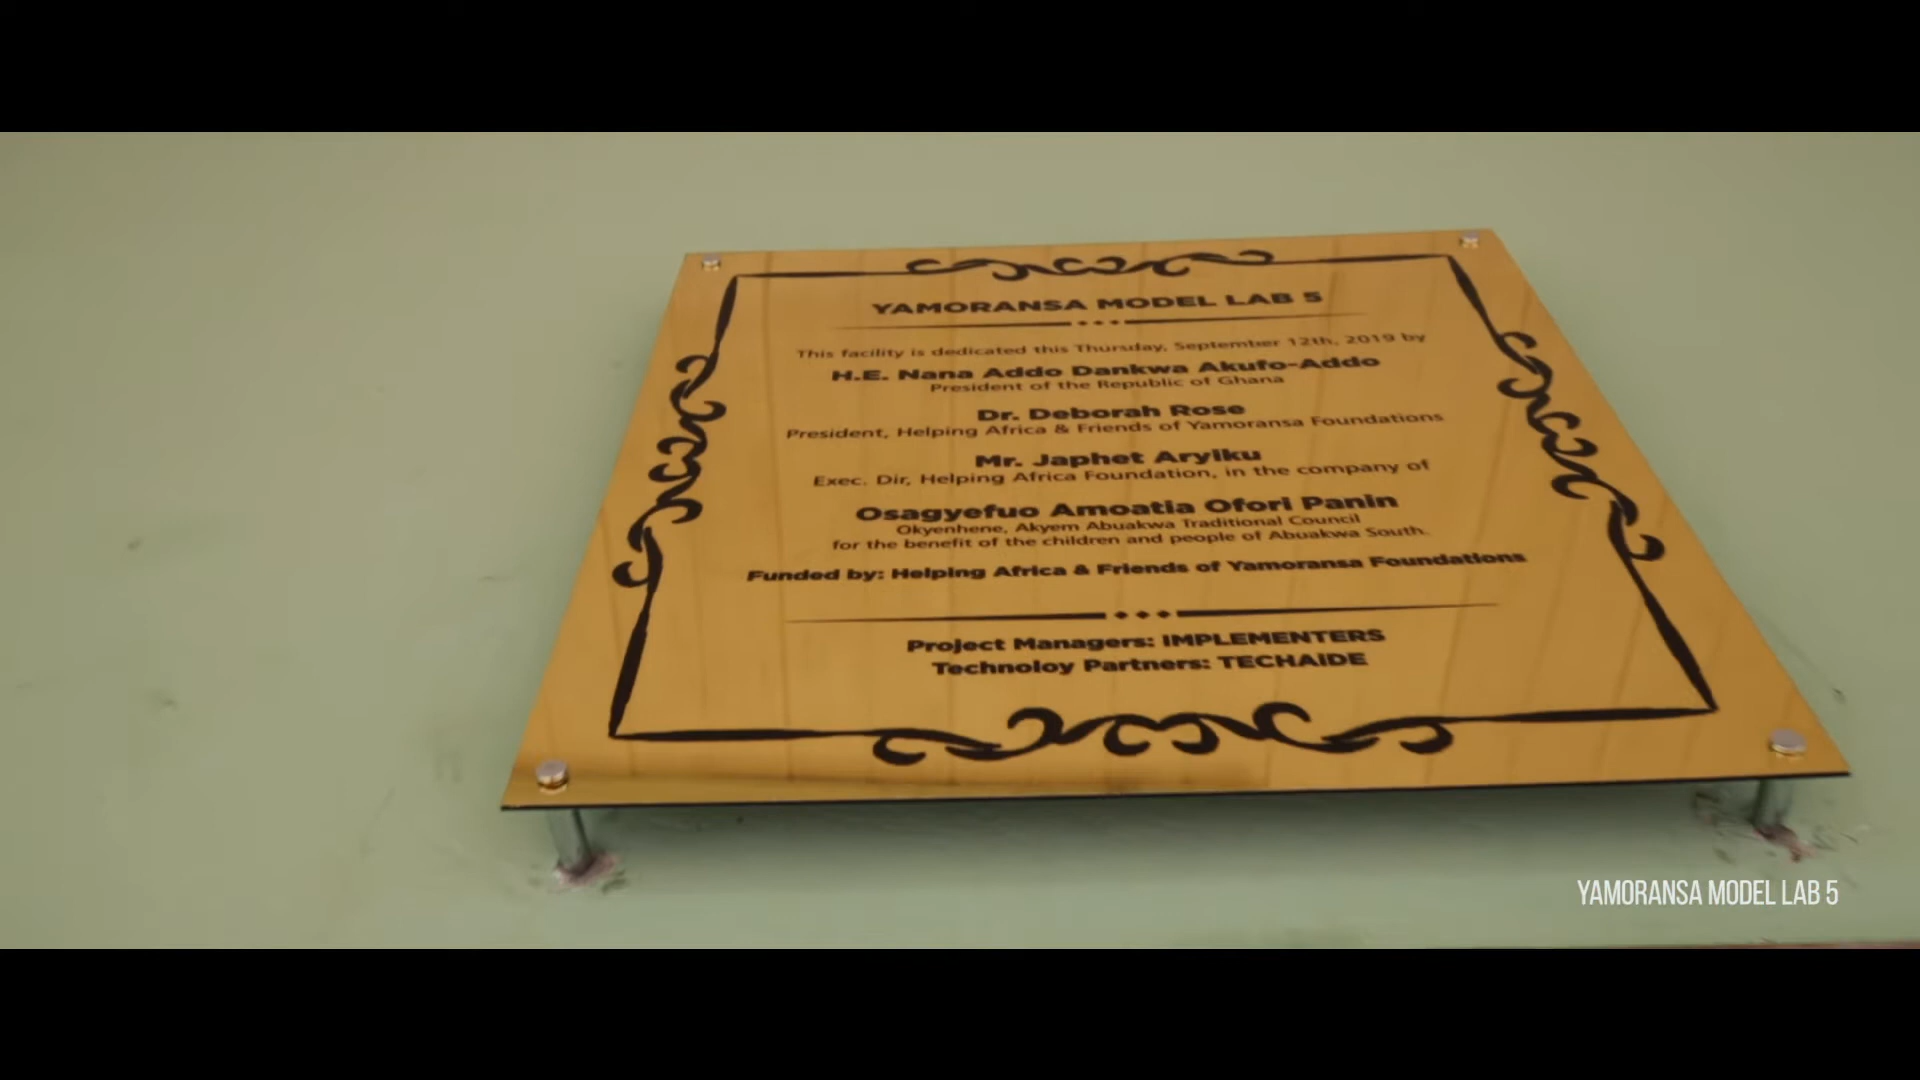 YAMORANSA MODEL LAB 5
This facility is dedicated this Thursday, September 12th, 2019 by
H.E. Nana Addo Dankwa Akufo-Addo
President of the Republic of Ghana
Dr. Deborah Rose
President, Helping Africa & Friends of Yamoransa Foundations
Mr. Japhet Aryiku
Exec. Dir, Helping Africa Foundation, in the company of
Osagyefuo Amoatia Ofori Panin
Okyenhene, Akyem Abuakwa Traditional Council
for the benefit of the children and people of Abuakwa South.
Funded by: Helping Africa & Friends of Yamoransa Foundations
Project Managers: IMPLEMENTERS
Technoloy Partners: TECHAIDE
YAMORANSA MODEL LAB 5